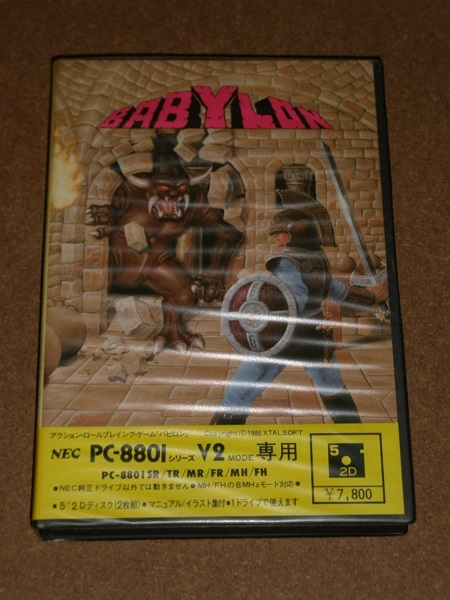 BABYLON
アクション・ロールプレイング・ゲーム「バビロン」 Copyright©1986 XTALSOFT
NEC PC-8801シリーズ V2 MODE 専用
PC-8801SR/TR/MR/FR/MH/FH
●NEC純正ドライブ以外では動きません●MH/FHの8MHzモード対応●
●5"2Dディスク(2枚組)●マニュアル/イラスト集付●1ドライブで使えます
5 2D
¥7,800